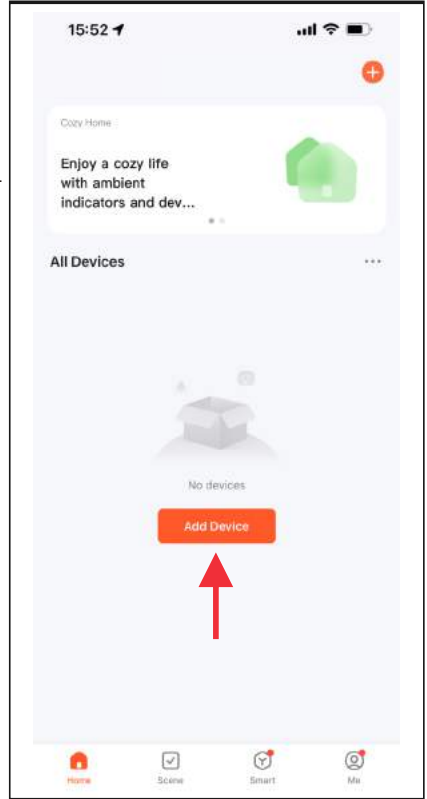 15:52
Cozy Home
Enjoy a cozy life
with ambient
indicators and dev...
All Devices
No devices
Add Device
Home
Scene
Smart
Me